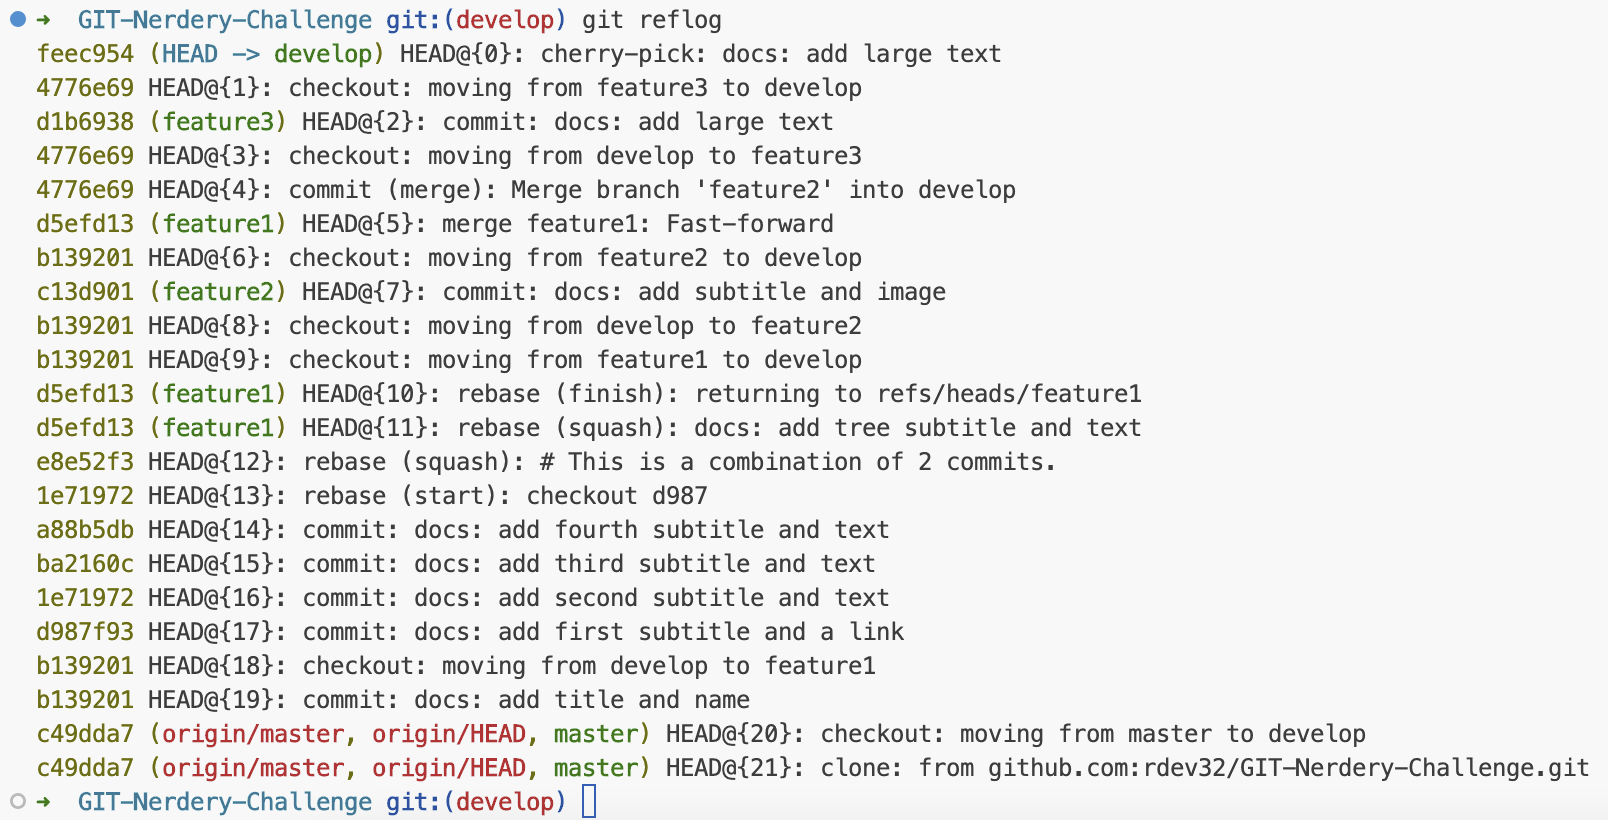 ➜ GIT-Nerdery-Challenge git:(develop) git reflog
feec954 (HEAD -> develop) HEAD@{0}: cherry-pick: docs: add large text
4776e69 HEAD@{1}: checkout: moving from feature3 to develop
d1b6938 (feature3) HEAD@{2}: commit: docs: add large text
4776e69 HEAD@{3}: checkout: moving from develop to feature3
4776e69 HEAD@{4}: commit (merge): Merge branch 'feature2' into develop
d5efd13 (feature1) HEAD@{5}: merge feature1: Fast-forward
b139201 HEAD@{6}: checkout: moving from feature2 to develop
c13d901 (feature2) HEAD@{7}: commit: docs: add subtitle and image
b139201 HEAD@{8}: checkout: moving from develop to feature2
b139201 HEAD@{9}: checkout: moving from feature1 to develop
d5efd13 (feature1) HEAD@{10}: rebase (finish): returning to refs/heads/feature1
d5efd13 (feature1) HEAD@{11}: rebase (squash): docs: add tree subtitle and text
e8e52f3 HEAD@{12}: rebase (squash): # This is a combination of 2 commits.
1e71972 HEAD@{13}: rebase (start): checkout d987
a88b5db HEAD@{14}: commit: docs: add fourth subtitle and text
ba2160c HEAD@{15}: commit: docs: add third subtitle and text
1e71972 HEAD@{16}: commit: docs: add second subtitle and text
d987f93 HEAD@{17}: commit: docs: add first subtitle and a link
b139201 HEAD@{18}: checkout: moving from develop to feature1
b139201 HEAD@{19}: commit: docs: add title and name
c49dda7 (origin/master, origin/HEAD, master) HEAD@{20}: checkout: moving from master to develop
c49dda7 (origin/master, origin/HEAD, master) HEAD@{21}: clone: from github.com:rdev32/GIT-Nerdery-Challenge.git
➜ GIT-Nerdery-Challenge git:(develop)